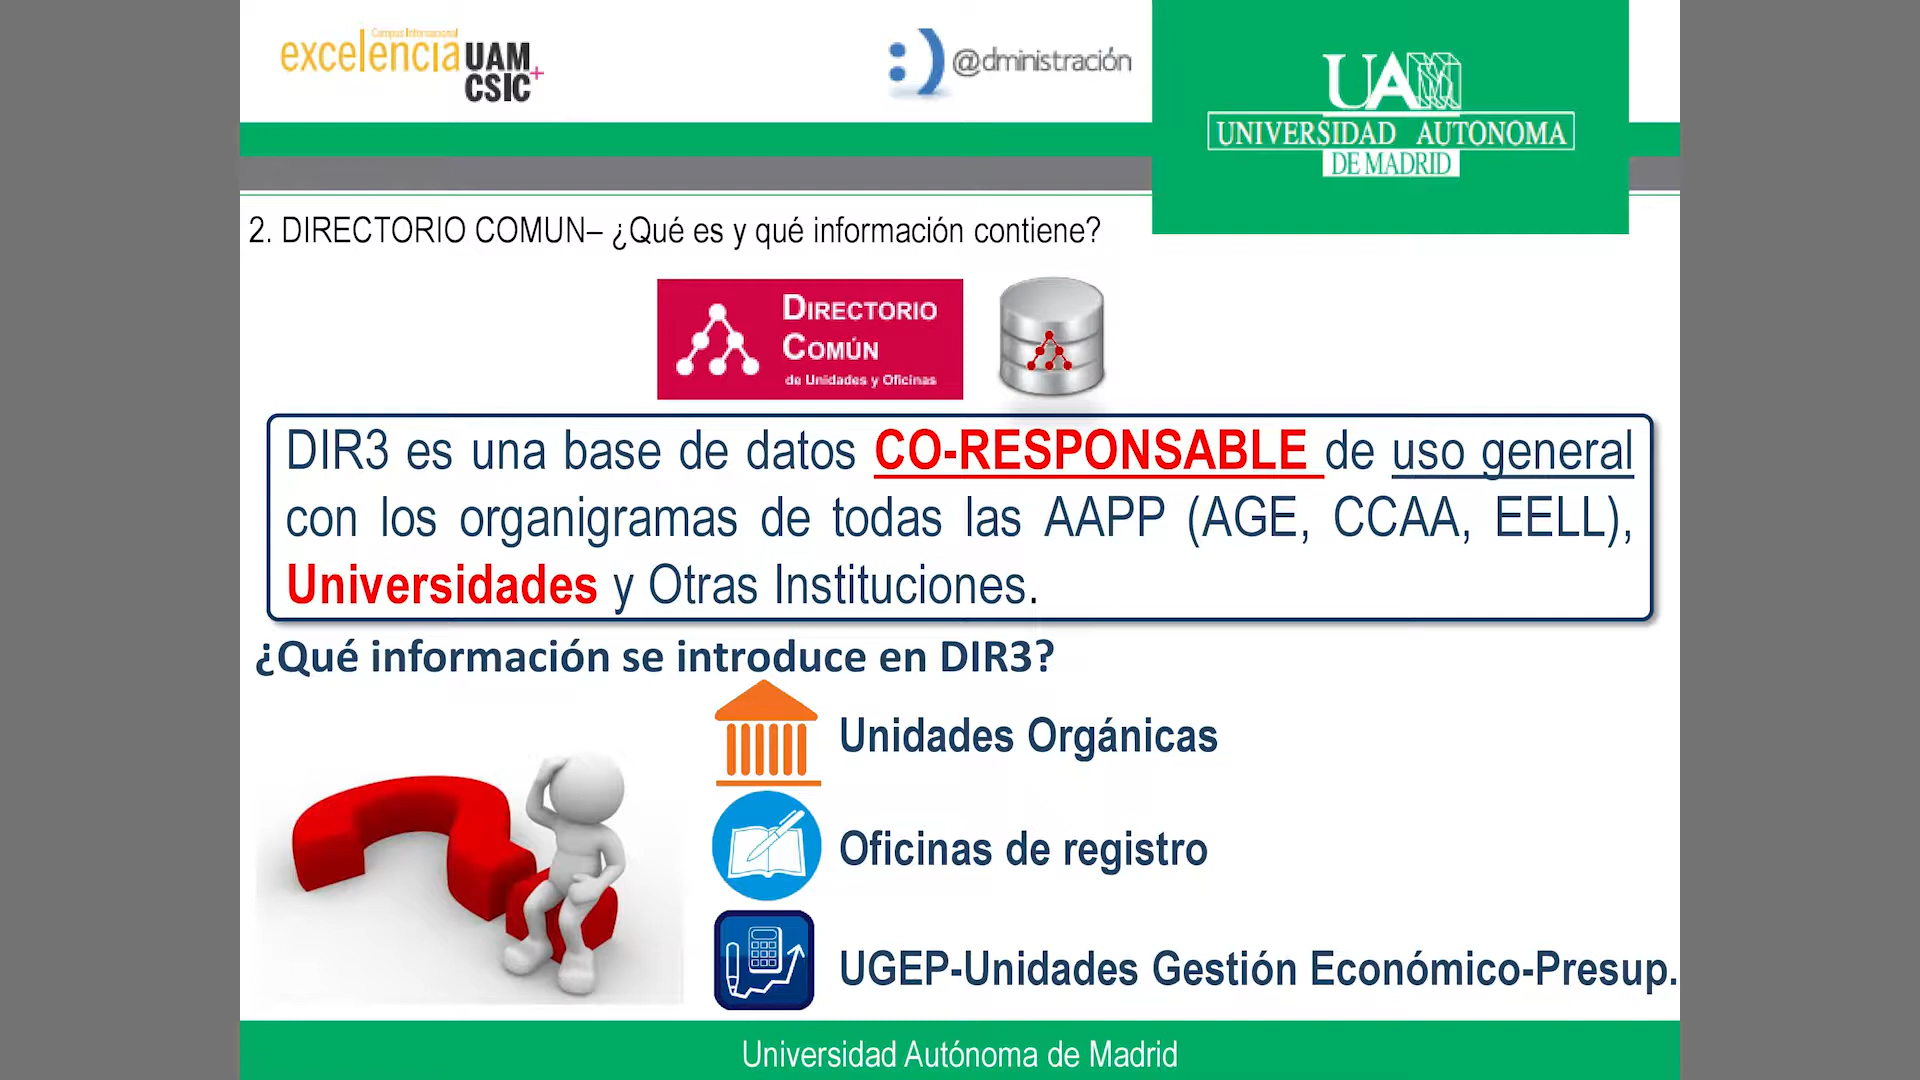 Campus Internacional
excelencia UAM
CSIC+
:) @dministración
UAM
UNIVERSIDAD AUTONOMA
DE MADRID
2. DIRECTORIO COMUN– ¿Qué es y qué información contiene?
DIRECTORIO
COMÚN
de Unidades y Oficinas
DIR3 es una base de datos CO-RESPONSABLE de uso general
con los organigramas de todas las AAPP (AGE, CCAA, EELL),
Universidades y Otras Instituciones.
¿Qué información se introduce en DIR3?
Unidades Orgánicas
Oficinas de registro
UGEP-Unidades Gestión Económico-Presup.
Universidad Autónoma de Madrid